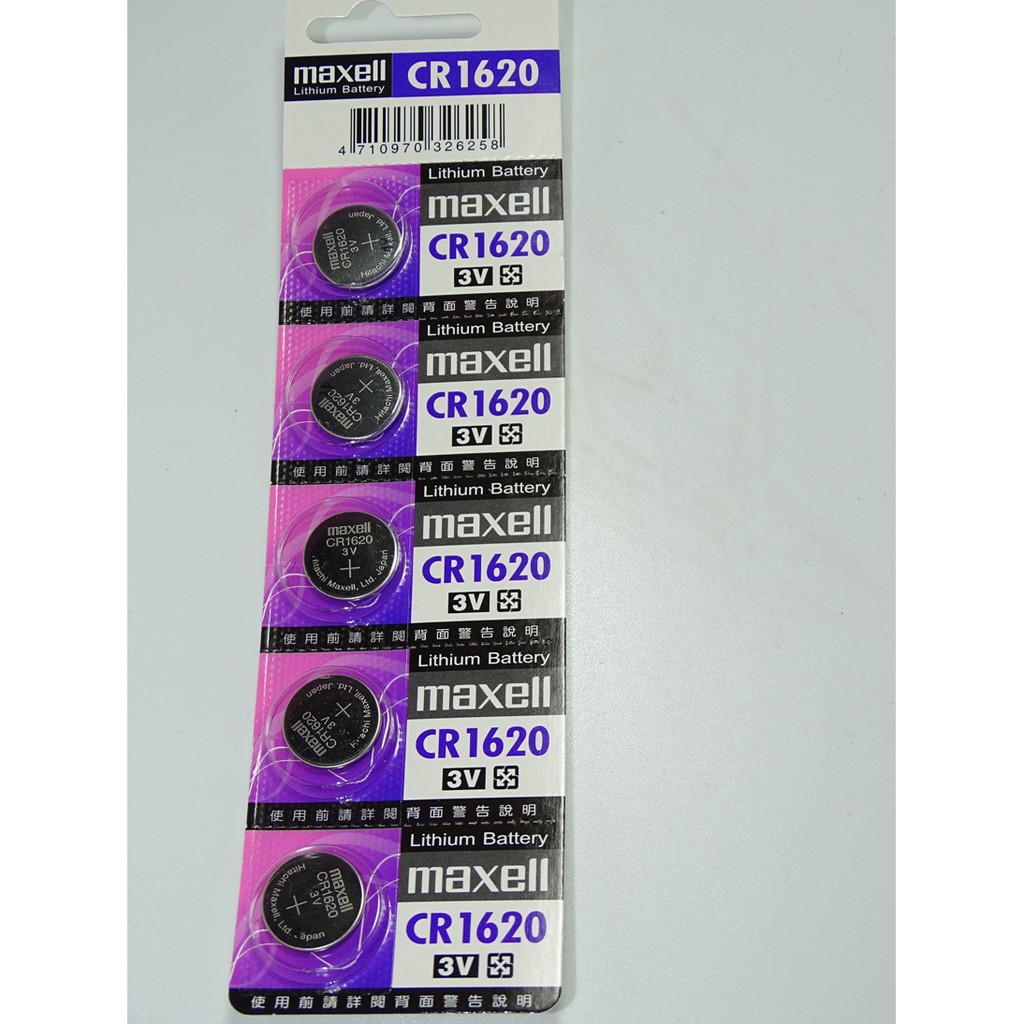 maxell
Lithium Battery
CR1620
4 710970 326258
Lithium Battery
maxell
CR1620
3V
maxell
CR1620
3V
+
Hitachi Maxell, Ltd. Japan
使用前請詳閱背面警告說明
Lithium Battery
maxell
CR1620
3V
maxell
CR1620
3V
+
Hitachi Maxell, Ltd. Japan
使用前請詳閱背面警告說明
Lithium Battery
maxell
CR1620
3V
maxell
CR1620
3V
+
Hitachi Maxell, Ltd. Japan
使用前請詳閱背面警告說明
Lithium Battery
maxell
CR1620
3V
maxell
CR1620
3V
+
Hitachi Maxell, Ltd. Japan
使用前請詳閱背面警告說明
Lithium Battery
maxell
CR1620
3V
maxell
CR1620
3V
+
Hitachi Maxell, Ltd. Japan
使用前請詳閱背面警告說明